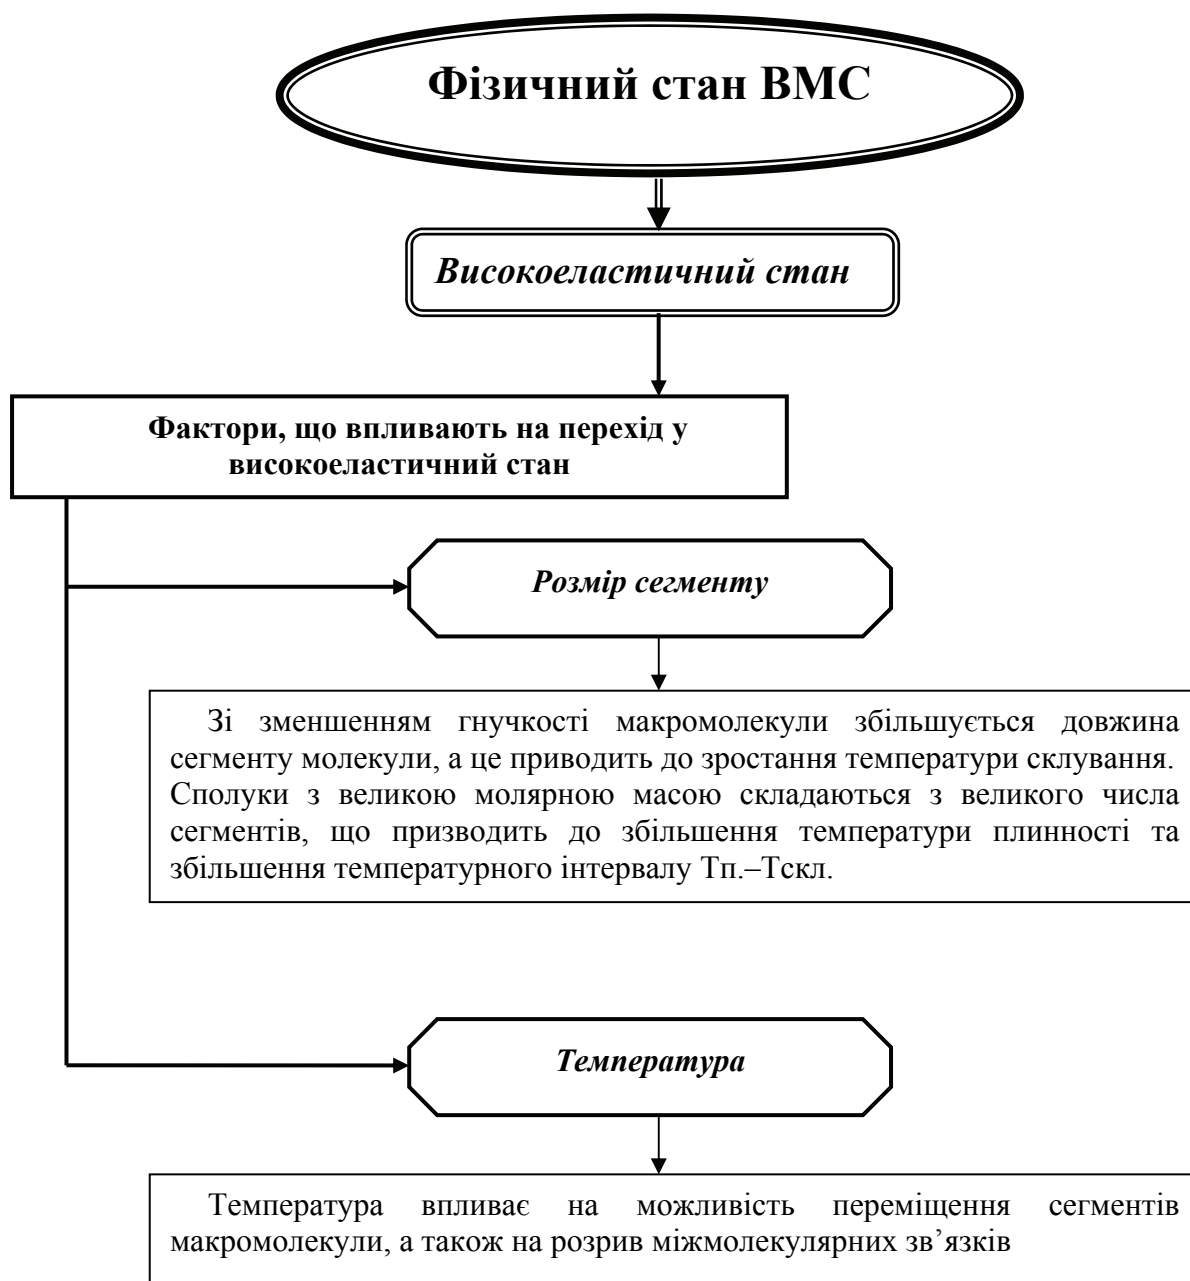 Фізичний стан ВМС
Високоеластичний стан
Фактори, що впливають на перехід у
високоеластичний стан
Розмір сегменту
Зі зменшенням гнучкості макромолекули збільшується довжина
сегменту молекули, а це приводить до зростання температури склування.
Сполуки з великою молярною масою складаються з великого числа
сегментів, що призводить до збільшення температури плинності та
збільшення температурного інтервалу Тп.–Тскл.
Температура
Температура впливає на можливість переміщення сегментів
макромолекули, а також на розрив міжмолекулярних зв’язків